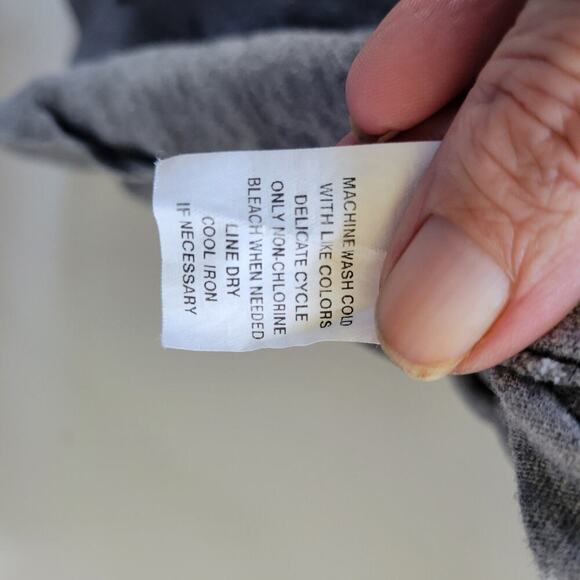 MACHINE WASH COLD
WITH LIKE COLORS
DELICATE CYCLE
ONLY NON-CHLORINE
BLEACH WHEN NEEDED
LINE DRY
COOL IRON
IF NECESSARY